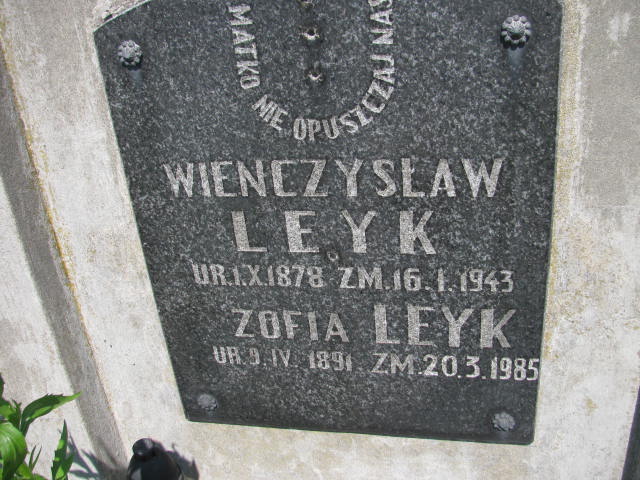 MATKO NIE OPUSZCZAJ NAS
WIENCZYSŁAW
LEYK
UR.1.X.1878 ZM.16.1.1943
ZOFIA LEYK
UR.9.IV.1891 ZM.20.3.1985